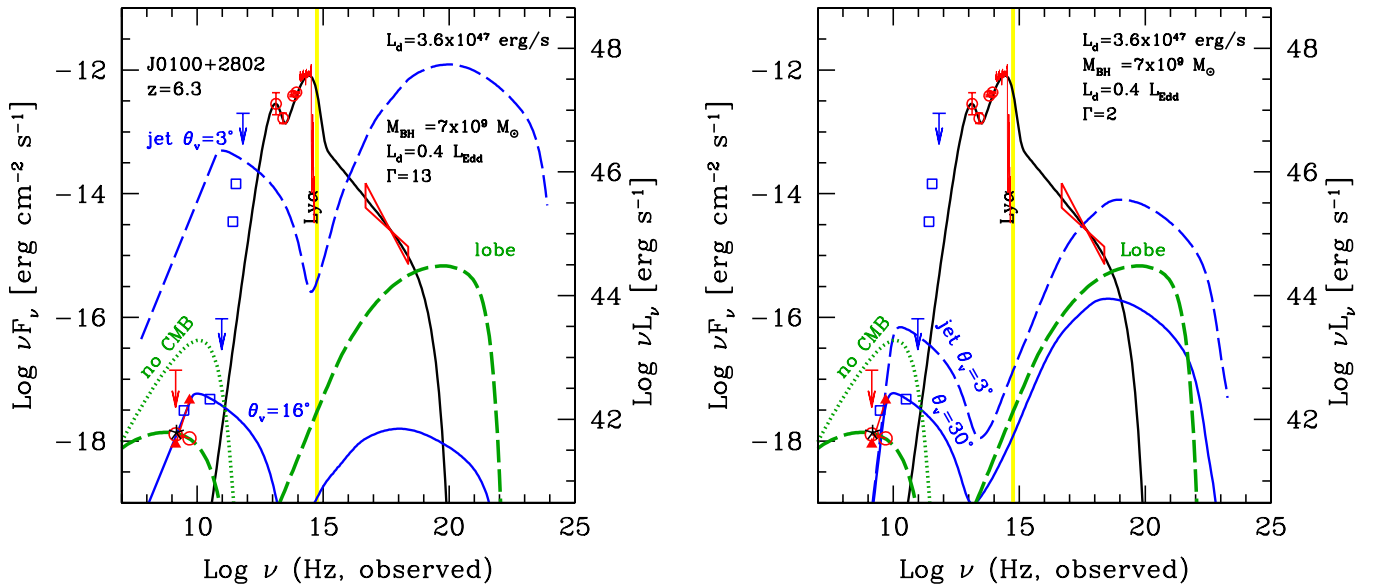 J0100+2802
z=6.3
L_d=3.6x10^47 erg/s
jet θ_v=3°
M_BH =7x10^9 M_⊙
L_d=0.4 L_Edd
Γ=13
Lyα
lobe
no CMB
θ_v=16°
−12
−14
−16
−18
48
46
44
42
10
15
20
25
Log νF_ν [erg cm^−2 s^−1]
Log νL_ν [erg s^−1]
Log ν (Hz, observed)
L_d=3.6x10^47 erg/s
M_BH =7x10^9 M_⊙
L_d=0.4 L_Edd
Γ=2
Lyα
Lobe
no CMB
jet θ_v=3°
θ_v=30°
−12
−14
−16
−18
48
46
44
42
10
15
20
25
Log νF_ν [erg cm^−2 s^−1]
Log νL_ν [erg s^−1]
Log ν (Hz, observed)